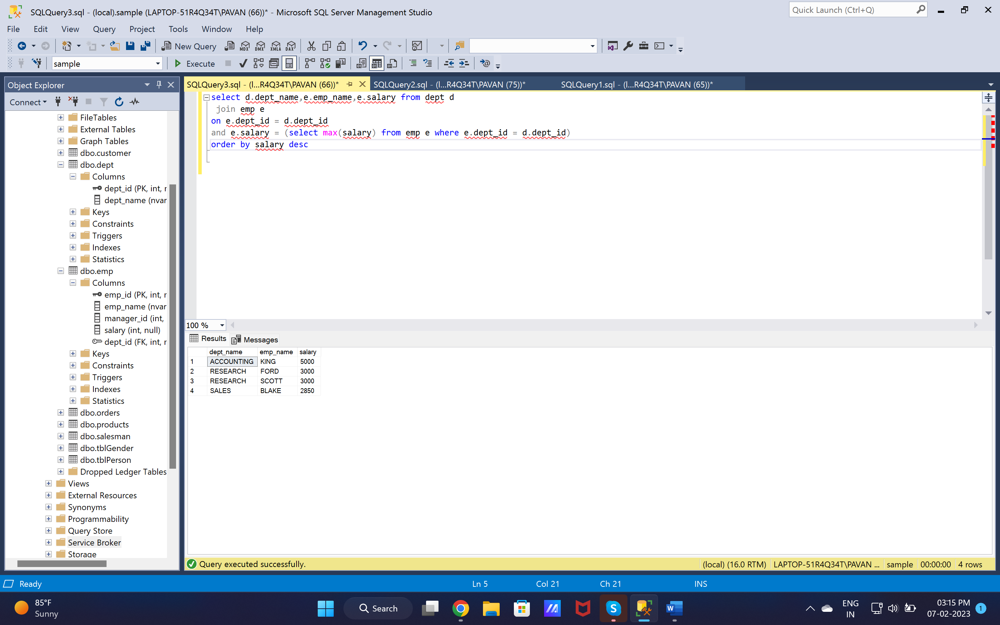 SQLQuery3.sql - (local).sample (LAPTOP-51R4Q34T\PAVAN (66))* - Microsoft SQL Server Management Studio
Quick Launch (Ctrl+Q)
File Edit View Query Project Tools Window Help
New Query MDX DMX XMLA DAX
sample Execute
Object Explorer
Connect
FileTables
External Tables
Graph Tables
dbo.customer
dbo.dept
Columns
dept_id (PK, int, r
dept_name (nvar
Keys
Constraints
Triggers
Indexes
Statistics
dbo.emp
Columns
emp_id (PK, int, r
emp_name (nvar
manager_id (int,
salary (int, null)
dept_id (FK, int, r
Keys
Constraints
Triggers
Indexes
Statistics
dbo.orders
dbo.products
dbo.salesman
dbo.tblGender
dbo.tblPerson
Dropped Ledger Tables
Views
External Resources
Synonyms
Programmability
Query Store
Service Broker
Storage
SQLQuery3.sql - (l...R4Q34T\PAVAN (66))* SQLQuery2.sql - (l...R4Q34T\PAVAN (75))* SQLQuery1.sql - (l...R4Q34T\PAVAN (65))*
select d.dept_name,e.emp_name,e.salary from dept d
join emp e
on e.dept_id = d.dept_id
and e.salary = (select max(salary) from emp e where e.dept_id = d.dept_id)
order by salary desc
100 %
Results Messages
dept_name emp_name salary
1 ACCOUNTING KING 5000
2 RESEARCH FORD 3000
3 RESEARCH SCOTT 3000
4 SALES BLAKE 2850
Query executed successfully. (local) (16.0 RTM) LAPTOP-51R4Q34T\PAVAN ... sample 00:00:00 4 rows
Ready Ln 5 Col 21 Ch 21 INS
85°F
Sunny
Search
ENG
IN
03:15 PM
07-02-2023
1